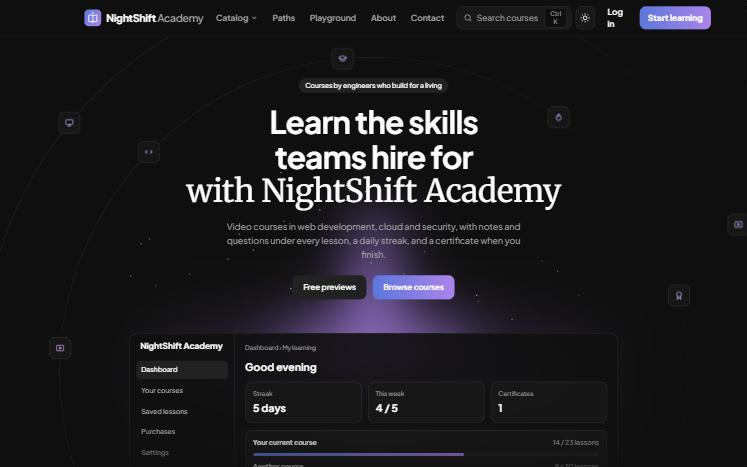 NightShift Academy Catalog Paths Playground About Contact Search courses Ctrl K Log in Start learning
Courses by engineers who build for a living
Learn the skills
teams hire for
with NightShift Academy
Video courses in web development, cloud and security, with notes and
questions under every lesson, a daily streak, and a certificate when you
finish.
Free previews Browse courses
NightShift Academy
Dashboard
Your courses
Saved lessons
Purchases
Settings
Dashboard › My learning
Good evening
Streak This week Certificates
5 days 4 / 5 1
Your current course 14 / 23 lessons